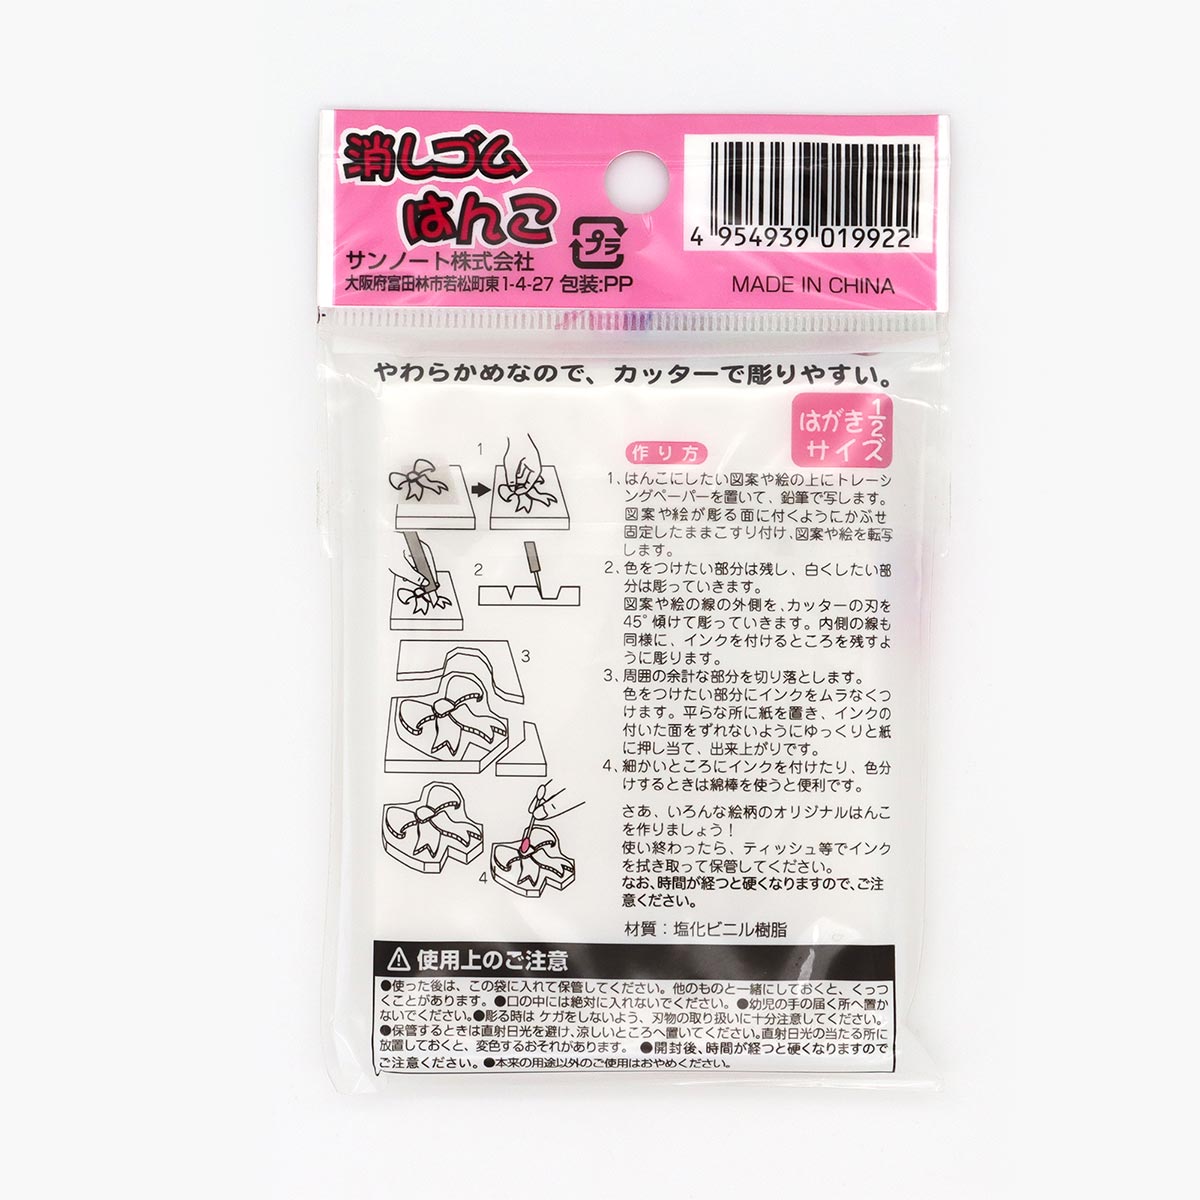 消しゴム
はんこ
プラ
サンノート株式会社
大阪府富田林市若松町東1-4-27 包装:PP
4 954939 019922
MADE IN CHINA
やわらかめなので、カッターで彫りやすい。
はがき1/2
サイズ
作り方
1、はんこにしたい図案や絵の上にトレーシ
ングペーパーを置いて、鉛筆で写します。
図案や絵が彫る面に付くようにかぶせ
固定したままこすり付け、図案や絵を転写
します。
2、色をつけたい部分は残し、白くしたい部
分は彫っていきます。
図案や絵の線の外側を、カッターの刃を
45°傾けて彫っていきます。内側の線も
同様に、インクを付けるところを残すよ
うに彫ります。
3、周囲の余計な部分を切り落とします。
色をつけたい部分にインクをムラなくつ
けます。平らな所に紙を置き、インクの
付いた面をずれないようにゆっくりと紙
に押し当て、出来上がりです。
4、細かいところにインクを付けたり、色分
けするときは綿棒を使うと便利です。
さあ、いろんな絵柄のオリジナルはんこ
を作りましょう！
使い終わったら、ティッシュ等でインク
を拭き取って保管してください。
なお、時間が経つと硬くなりますので、ご注
意ください。
材質：塩化ビニル樹脂
1
2
3
4
使用上のご注意
●使った後は、この袋に入れて保管してください。他のものと一緒にしておくと、くっつ
くことがあります。●口の中には絶対に入れないでください。●幼児の手の届く所へ置か
ないでください。●彫る時は ケガをしないよう、刃物の取り扱いに十分注意してください。
●保管するときは直射日光を避け、涼しいところへ置いてください。直射日光の当たる所に
放置しておくと、変色するおそれがあります。 ●開封後、時間が経つと硬くなりますので
ご注意ください。●本来の用途以外のご使用はおやめください。